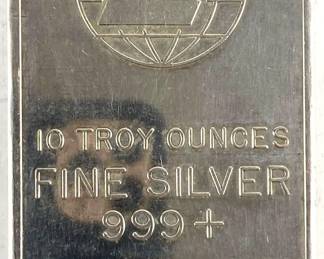 10 TROY OUNCES
FINE SILVER
999+